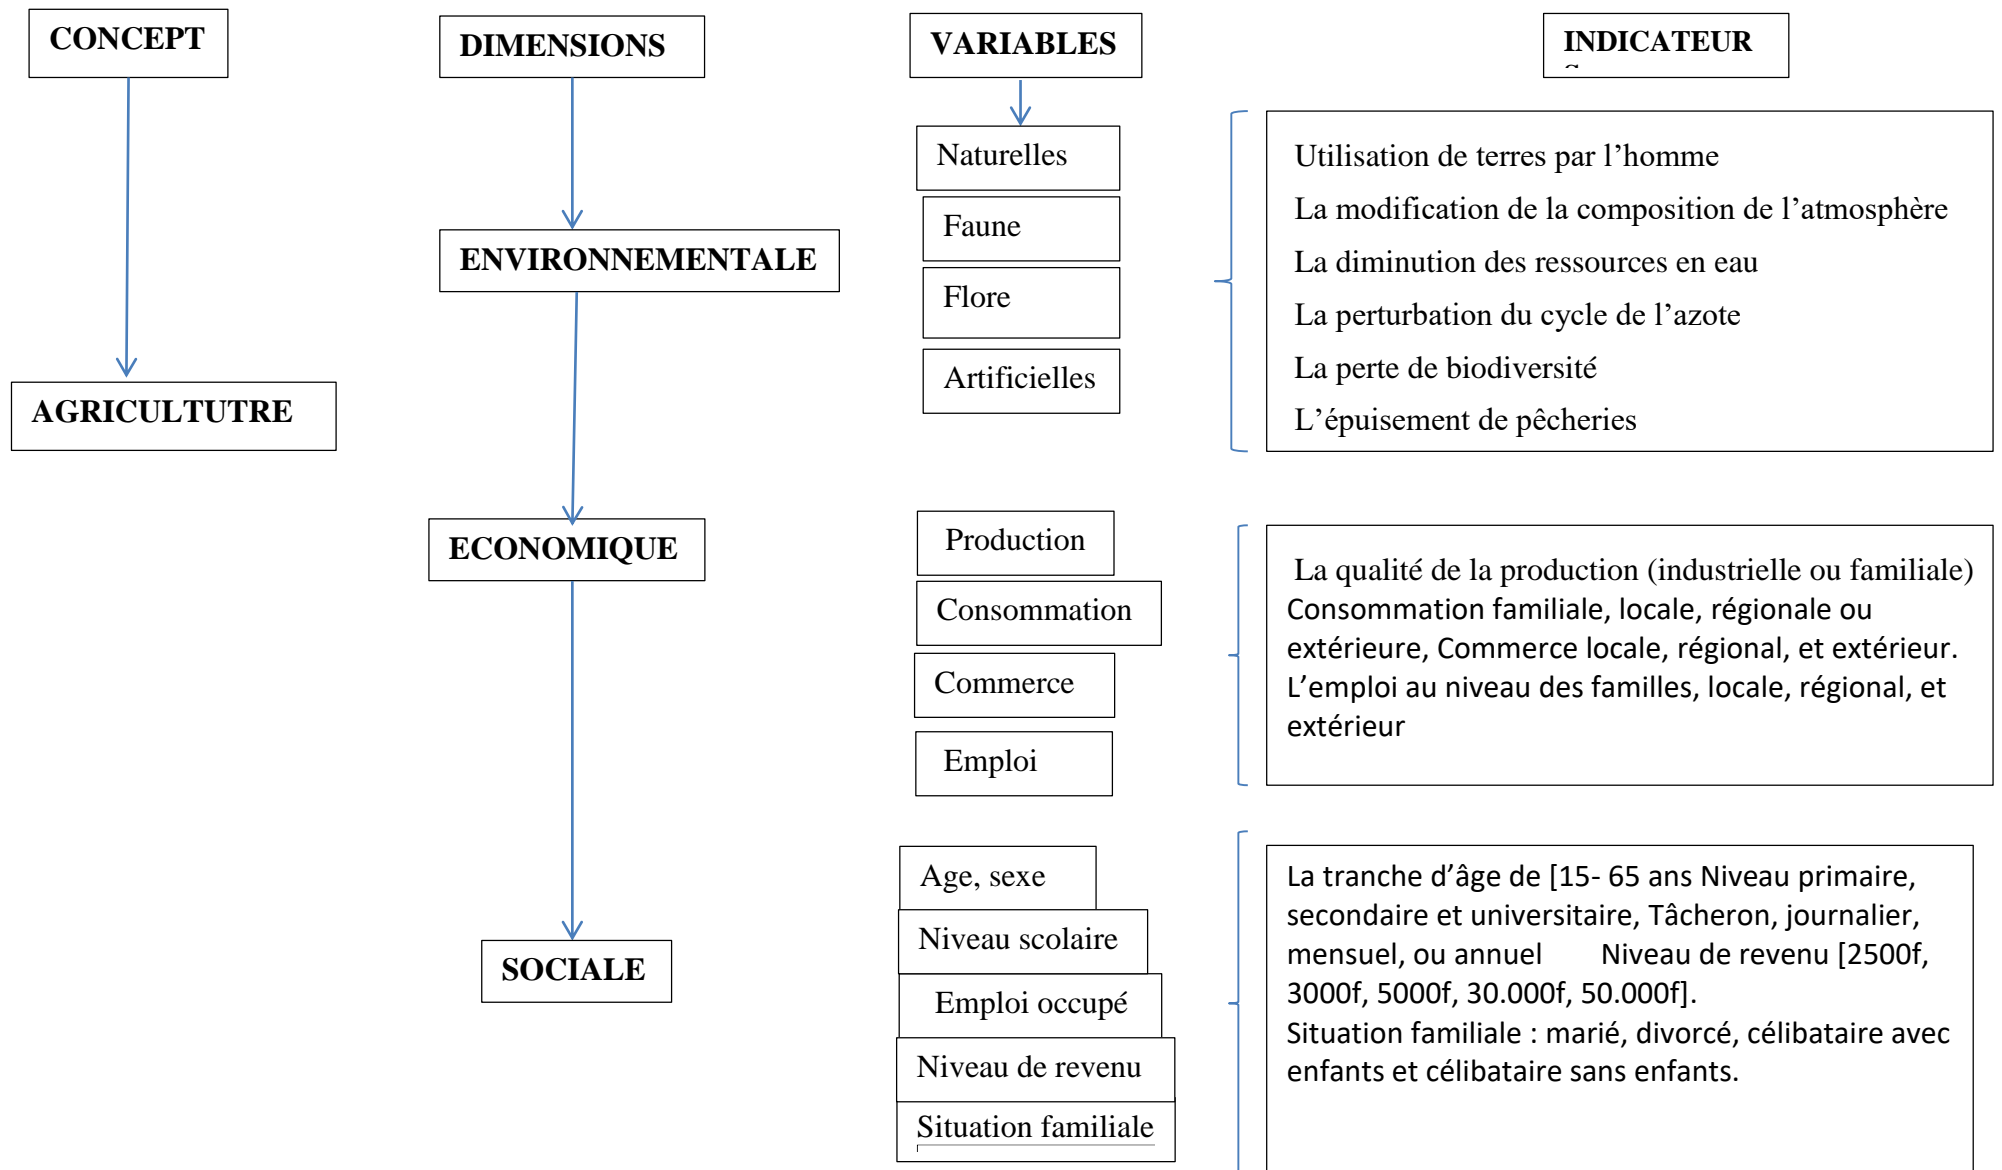 CONCEPT
DIMENSIONS
VARIABLES
INDICATEUR
AGRICULTUTRE
ENVIRONNEMENTALE
Naturelles
Faune
Flore
Artificielles
Utilisation de terres par l’homme
La modification de la composition de l’atmosphère
La diminution des ressources en eau
La perturbation du cycle de l’azote
La perte de biodiversité
L’épuisement de pêcheries
ECONOMIQUE
Production
Consommation
Commerce
Emploi
La qualité de la production (industrielle ou familiale)
Consommation familiale, locale, régionale ou
extérieure, Commerce locale, régional, et extérieur.
L’emploi au niveau des familles, locale, régional, et
extérieur
SOCIALE
Age, sexe
Niveau scolaire
Emploi occupé
Niveau de revenu
Situation familiale
La tranche d’âge de [15- 65 ans Niveau primaire,
secondaire et universitaire, Tâcheron, journalier,
mensuel, ou annuel Niveau de revenu [2500f,
3000f, 5000f, 30.000f, 50.000f].
Situation familiale : marié, divorcé, célibataire avec
enfants et célibataire sans enfants.